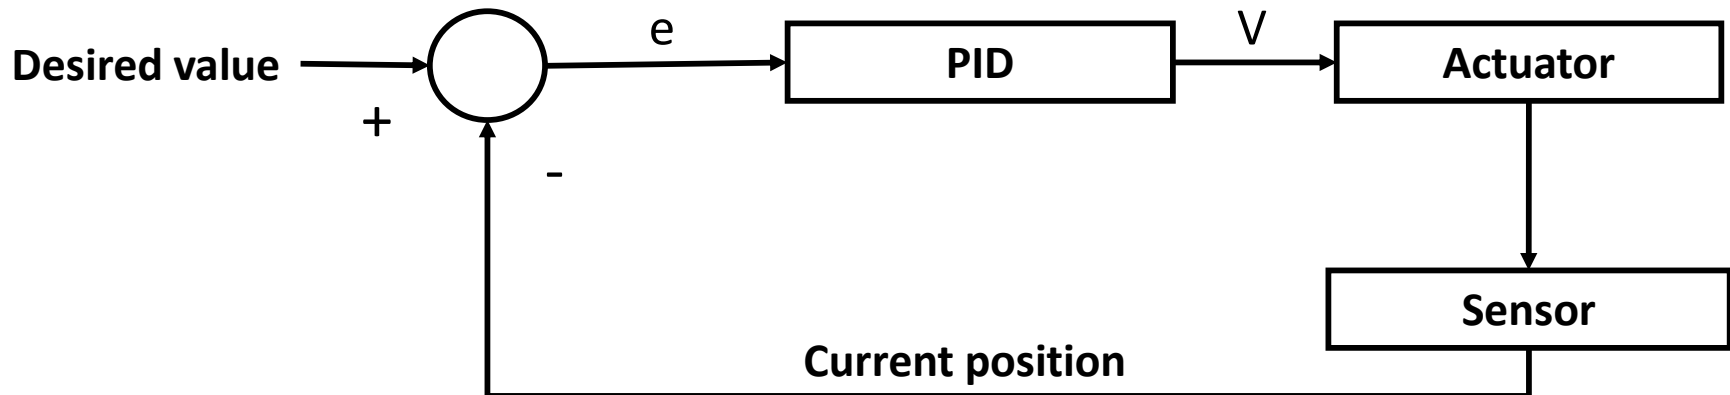 Desired value
+
-
e
PID
V
Actuator
Sensor
Current position